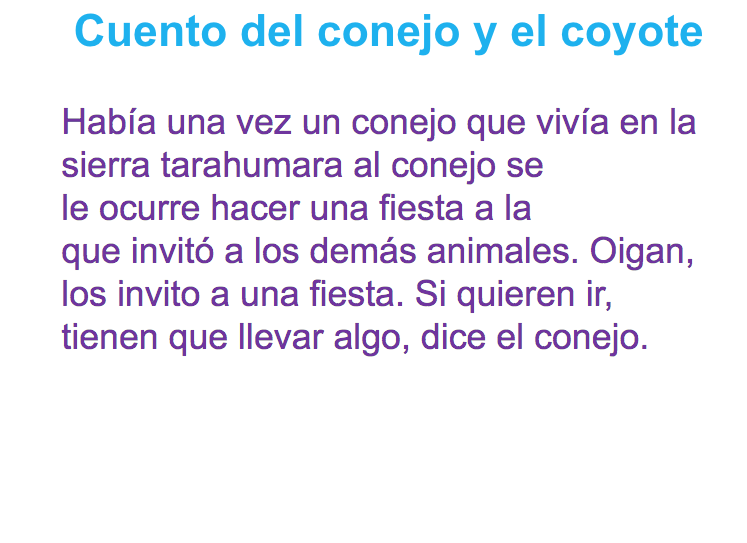 Cuento del conejo y el coyote
Había una vez un conejo que vivía en la
sierra tarahumara al conejo se
le ocurre hacer una fiesta a la
que invitó a los demás animales. Oigan,
los invito a una fiesta. Si quieren ir,
tienen que llevar algo, dice el conejo.